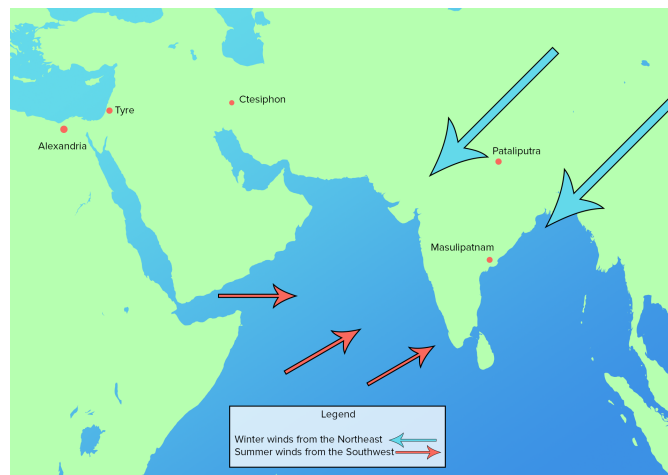 Ctesiphon
Tyre
Alexandria
Pataliputra
Masulipatnam
Legend
Winter winds from the Northeast
Summer winds from the Southwest